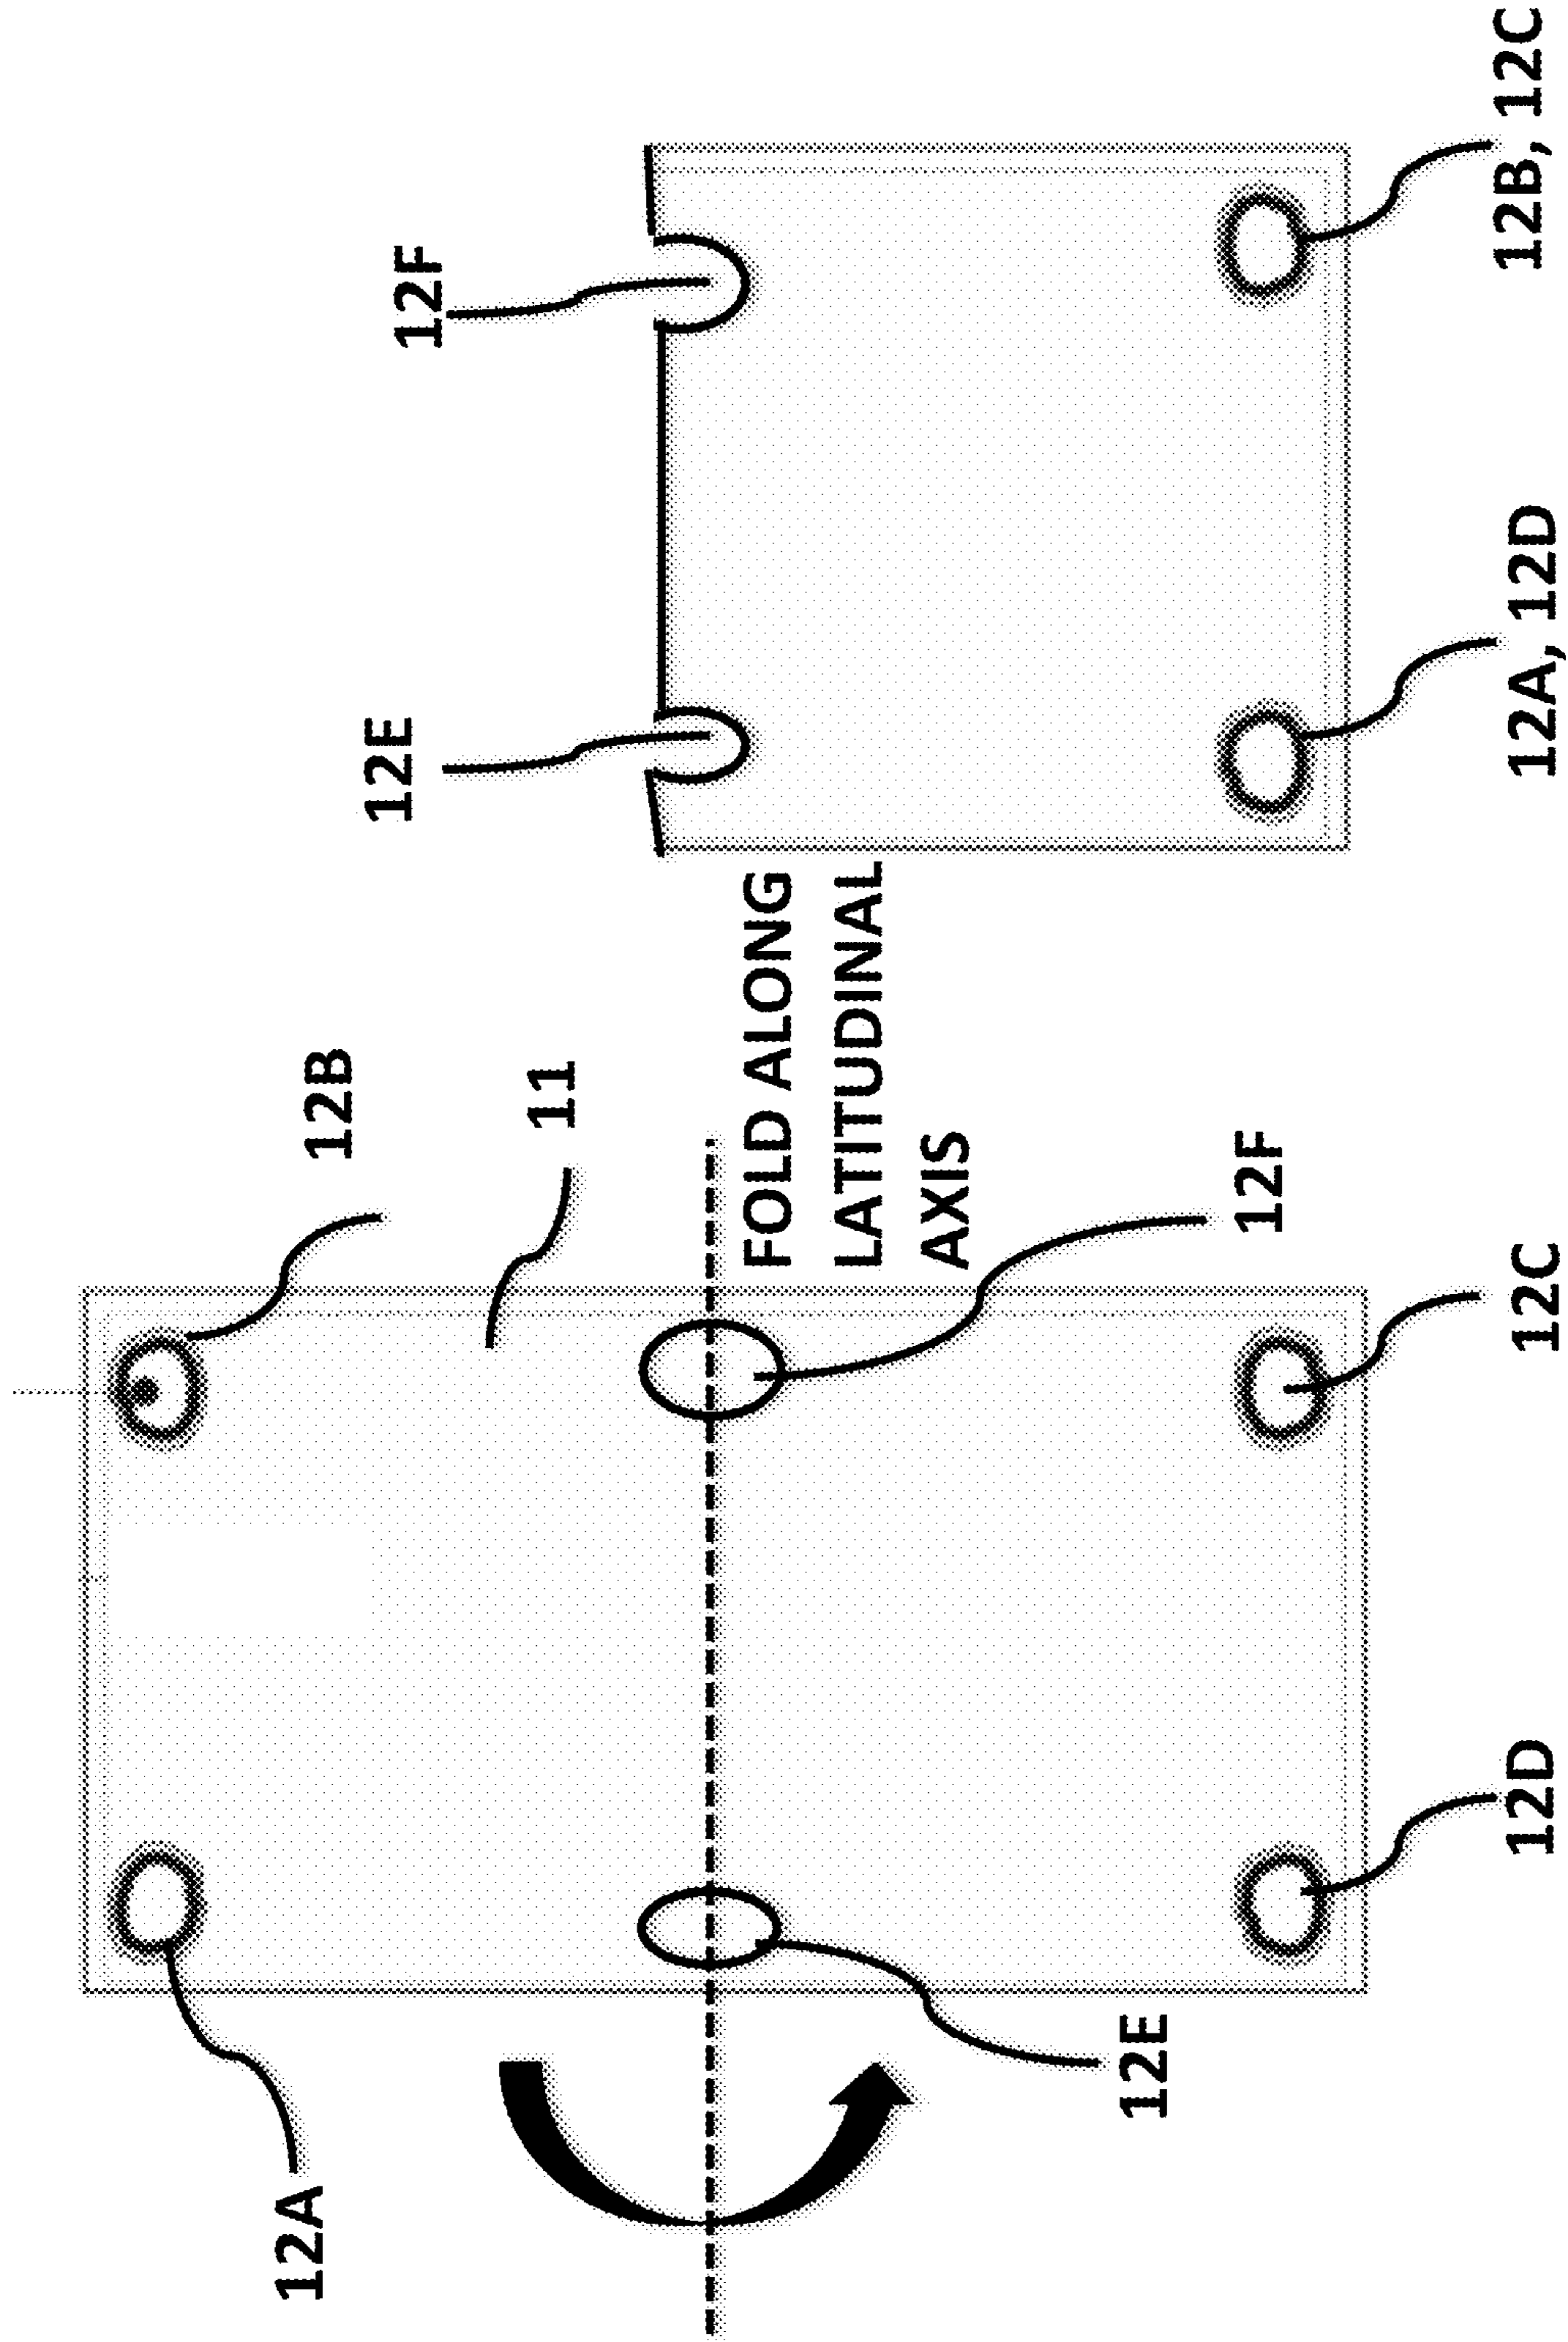 12A
12B
11
12E
12F
12D
12C
FOLD ALONG
LATITUDINAL
AXIS
12E
12F
12A, 12D
12B, 12C